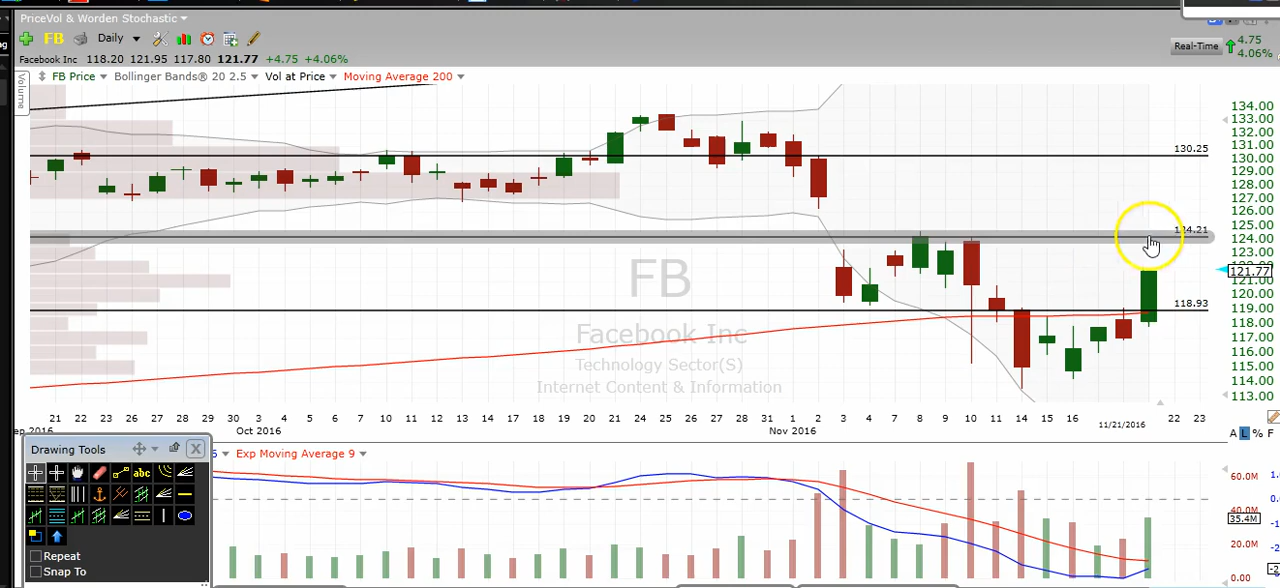 PriceVol & Worden Stochastic
FB Daily
Real-Time 4.75
4.06%
Facebook Inc 118.20 121.95 117.80 121.77 +4.75 +4.06%
FB Price Bollinger Bands® 20 2.5 Vol at Price Moving Average 200
Volume
134.00
133.00
132.00
131.00
130.25
130.00
129.00
128.00
127.00
126.00
125.00
124.21
124.00
123.00
121.77
121.00
120.00
118.93
119.00
118.00
117.00
116.00
115.00
114.00
113.00
FB
Facebook Inc
Technology Sector(S)
Internet Content & Information
21 22 23 26 27 28 29 30 3 4 5 6 7 10 11 12 13 14 17 18 19 20 21 24 25 26 27 28 31 1 2 3 4 7 8 9 10 11 14 15 16 11/21/2016 22 23
2016 Oct 2016 Nov 2016
A L % F
Drawing Tools
Exp Moving Average 9
abc
60.0M
40.0M
35.4M
20.0M
0.00
Repeat
Snap To